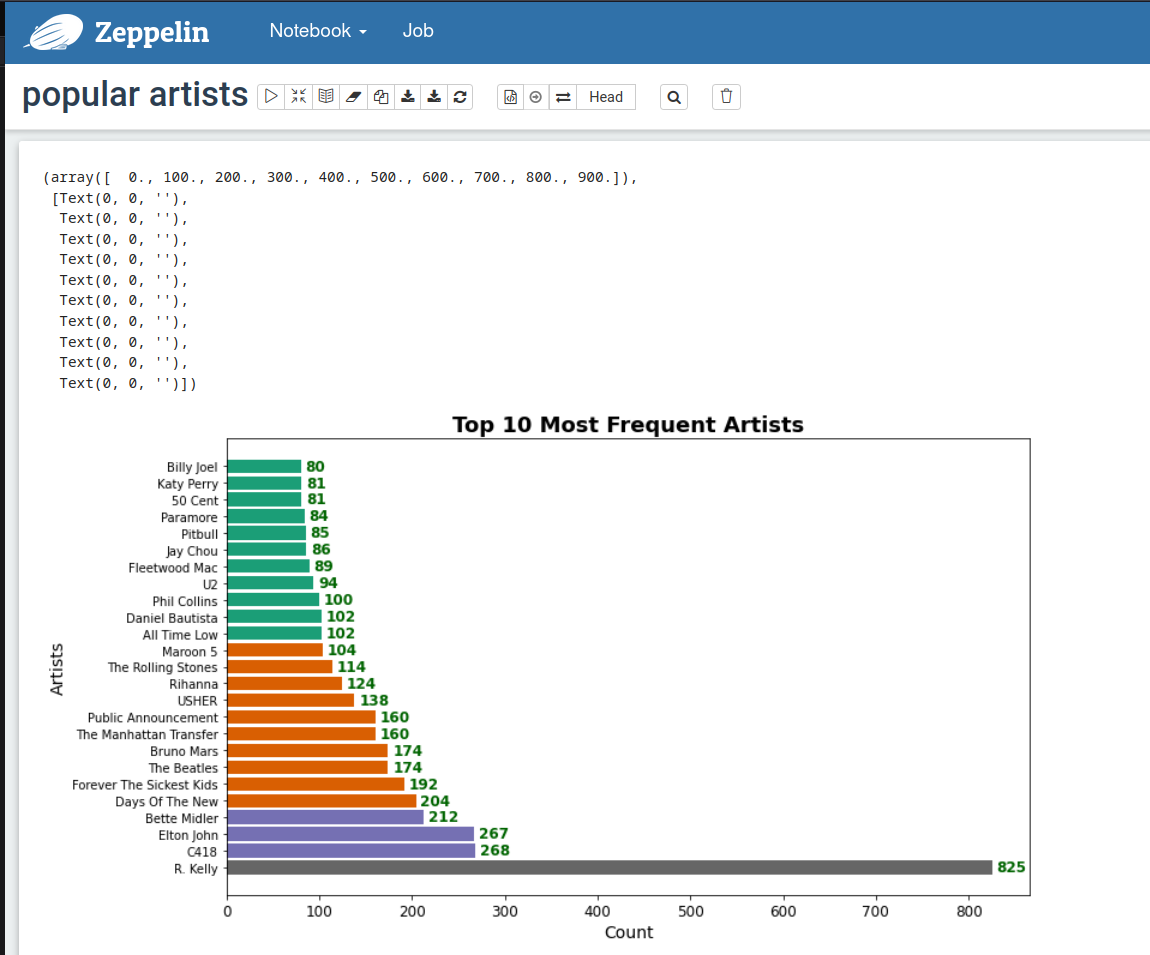 Zeppelin Notebook Job
popular artists Head
(array([  0., 100., 200., 300., 400., 500., 600., 700., 800., 900.]),
 [Text(0, 0, ''),
  Text(0, 0, ''),
  Text(0, 0, ''),
  Text(0, 0, ''),
  Text(0, 0, ''),
  Text(0, 0, ''),
  Text(0, 0, ''),
  Text(0, 0, ''),
  Text(0, 0, ''),
  Text(0, 0, '')])
Top 10 Most Frequent Artists
Billy Joel 80
Katy Perry 81
50 Cent 81
Paramore 84
Pitbull 85
Jay Chou 86
Fleetwood Mac 89
U2 94
Phil Collins 100
Daniel Bautista 102
All Time Low 102
Maroon 5 104
The Rolling Stones 114
Rihanna 124
USHER 138
Public Announcement 160
The Manhattan Transfer 160
Bruno Mars 174
The Beatles 174
Forever The Sickest Kids 192
Days Of The New 204
Bette Midler 212
Elton John 267
C418 268
R. Kelly 825
Artists
0 100 200 300 400 500 600 700 800
Count